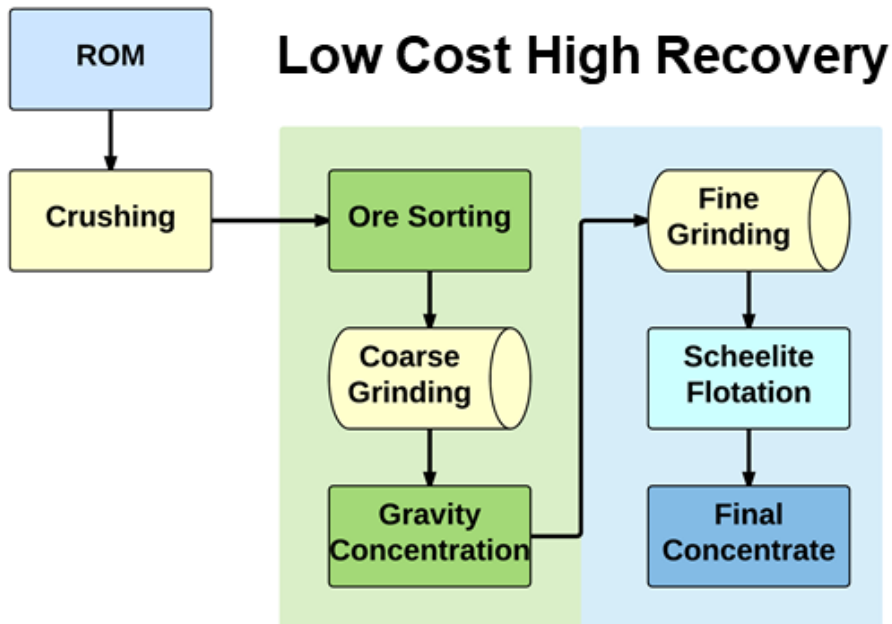 ROM
Low Cost High Recovery
Crushing
Ore Sorting
Coarse
Grinding
Gravity
Concentration
Fine
Grinding
Scheelite
Flotation
Final
Concentrate